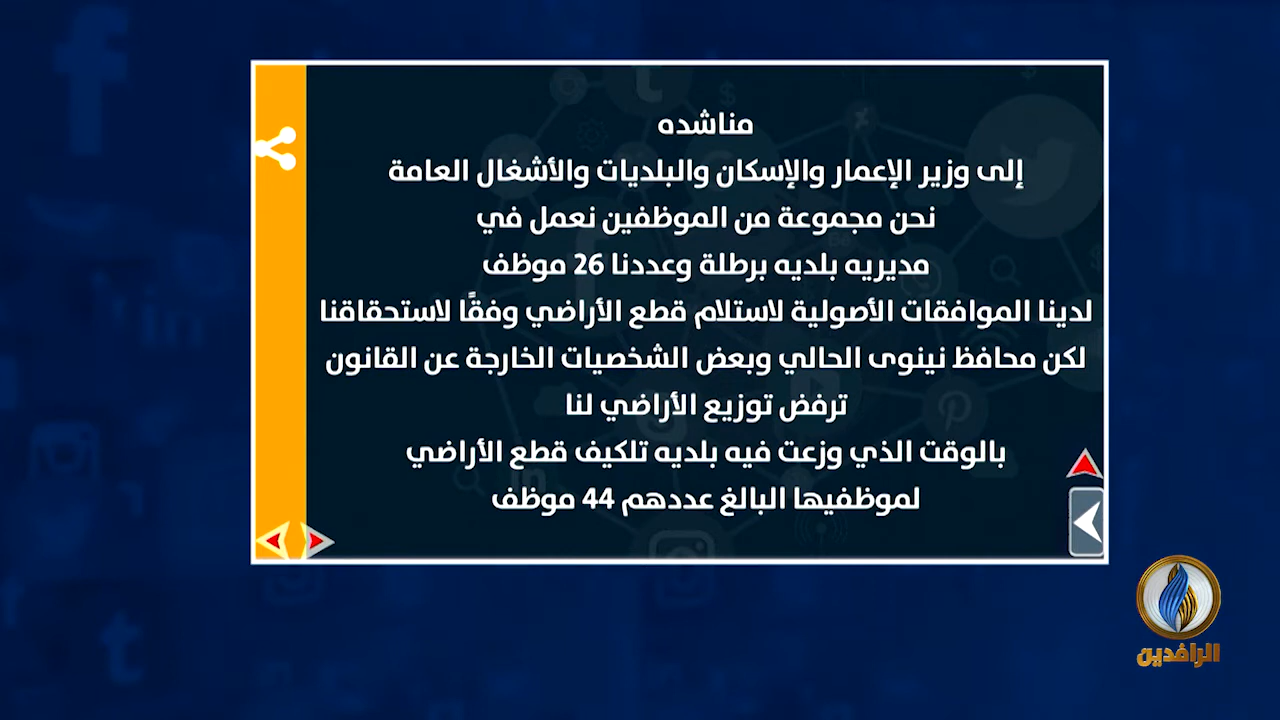 مناشده
إلى وزير الإعمار والإسكان والبلديات والأشغال العامة
نحن مجموعة من الموظفين نعمل في
مديريه بلديه برطلة وعددنا 26 موظف
لدينا الموافقات الأصولية لاستلام قطع الأراضي وفقًا لاستحقاقنا
لكن محافظ نينوى الحالي وبعض الشخصيات الخارجة عن القانون
ترفض توزيع الأراضي لنا
بالوقت الذي وزعت فيه بلديه تلكيف قطع الأراضي
لموظفيها البالغ عددهم 44 موظف
الرافدين